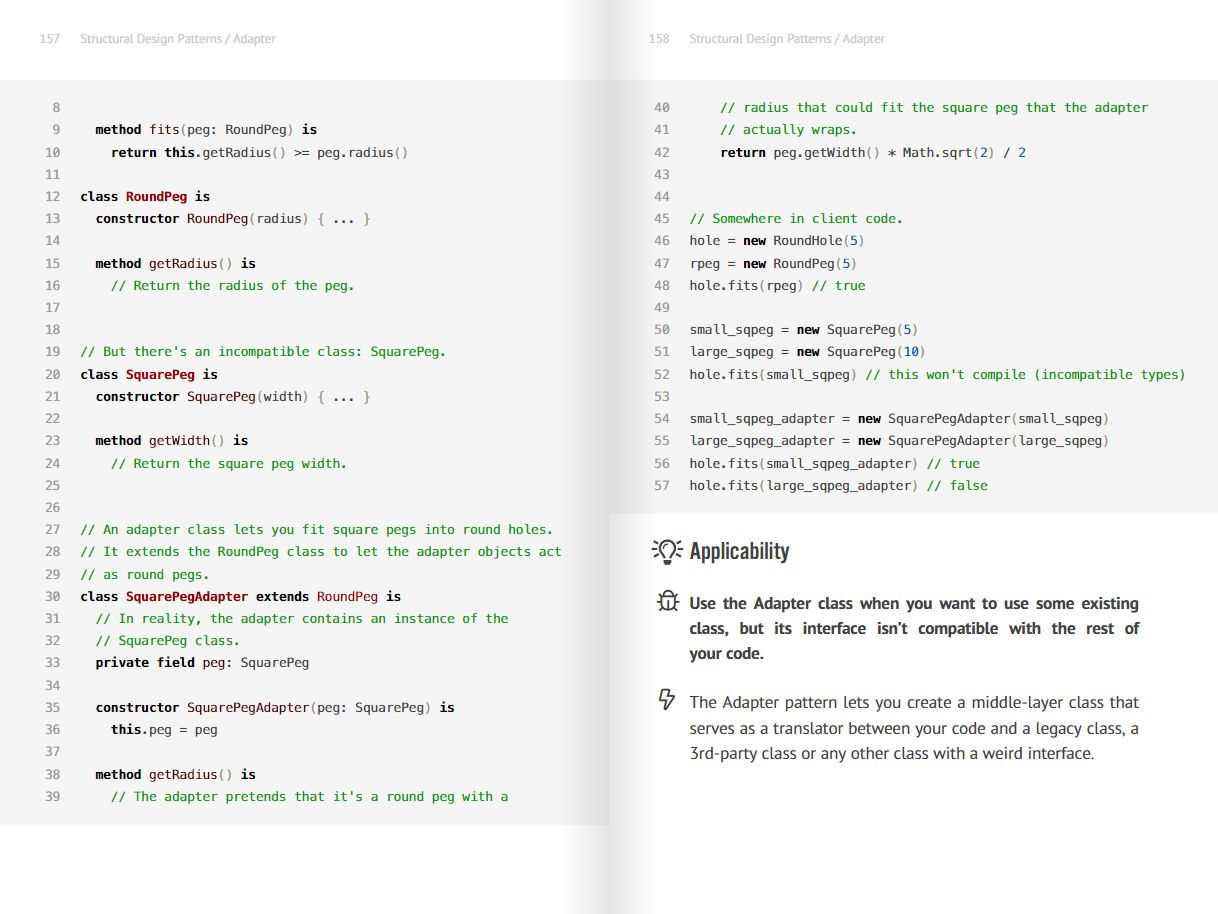 157 Structural Design Patterns / Adapter
8
9 method fits(peg: RoundPeg) is
10 return this.getRadius() >= peg.radius()
11
12 class RoundPeg is
13 constructor RoundPeg(radius) { ... }
14
15 method getRadius() is
16 // Return the radius of the peg.
17
18
19 // But there's an incompatible class: SquarePeg.
20 class SquarePeg is
21 constructor SquarePeg(width) { ... }
22
23 method getWidth() is
24 // Return the square peg width.
25
26
27 // An adapter class lets you fit square pegs into round holes.
28 // It extends the RoundPeg class to let the adapter objects act
29 // as round pegs.
30 class SquarePegAdapter extends RoundPeg is
31 // In reality, the adapter contains an instance of the
32 // SquarePeg class.
33 private field peg: SquarePeg
34
35 constructor SquarePegAdapter(peg: SquarePeg) is
36 this.peg = peg
37
38 method getRadius() is
39 // The adapter pretends that it's a round peg with a
158 Structural Design Patterns / Adapter
40 // radius that could fit the square peg that the adapter
41 // actually wraps.
42 return peg.getWidth() * Math.sqrt(2) / 2
43
44
45 // Somewhere in client code.
46 hole = new RoundHole(5)
47 rpeg = new RoundPeg(5)
48 hole.fits(rpeg) // true
49
50 small_sqpeg = new SquarePeg(5)
51 large_sqpeg = new SquarePeg(10)
52 hole.fits(small_sqpeg) // this won't compile (incompatible types)
53
54 small_sqpeg_adapter = new SquarePegAdapter(small_sqpeg)
55 large_sqpeg_adapter = new SquarePegAdapter(large_sqpeg)
56 hole.fits(small_sqpeg_adapter) // true
57 hole.fits(large_sqpeg_adapter) // false
Applicability
Use the Adapter class when you want to use some existing
class, but its interface isn’t compatible with the rest of
your code.
The Adapter pattern lets you create a middle-layer class that
serves as a translator between your code and a legacy class, a
3rd-party class or any other class with a weird interface.